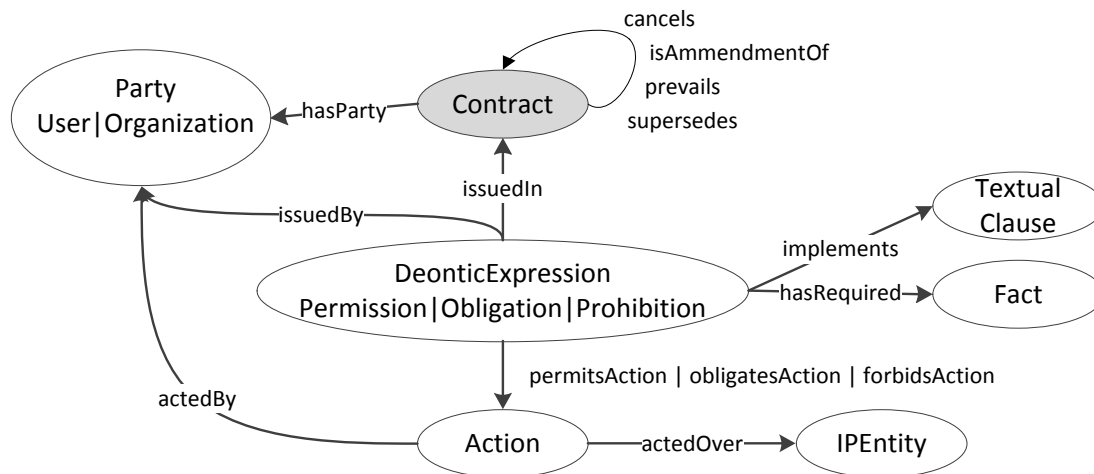 cancels
isAmmendmentOf
prevails
supersedes
Party
User|Organization
hasParty
Contract
issuedIn
issuedBy
Textual
Clause
implements
DeonticExpression
Permission|Obligation|Prohibition
hasRequired
Fact
permitsAction | obligatesAction | forbidsAction
actedBy
Action
actedOver
IPEntity